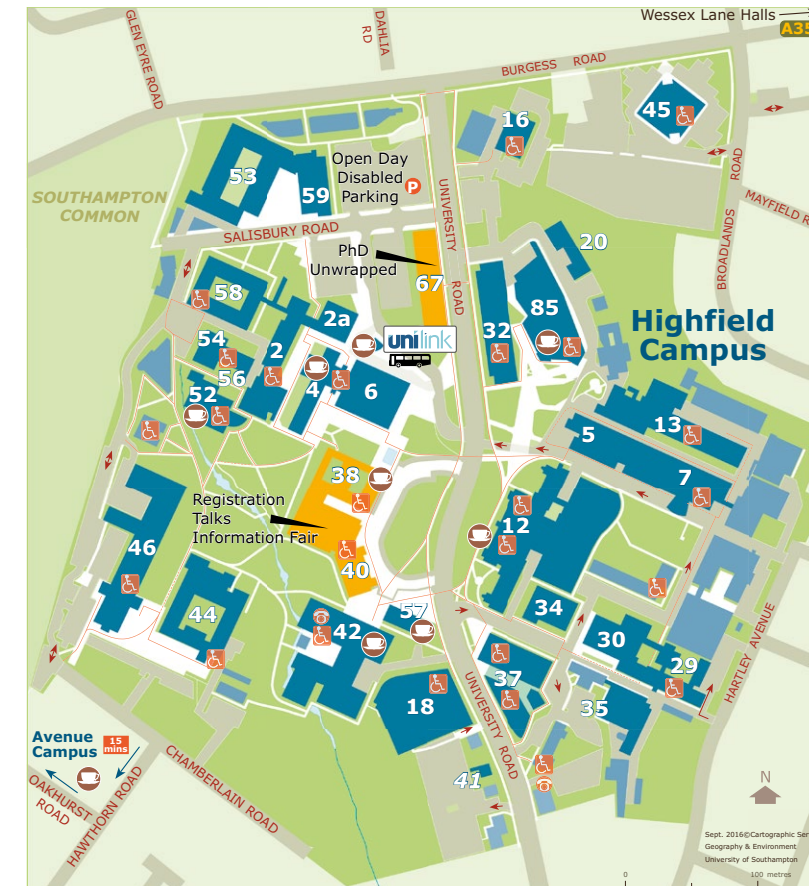 Wessex Lane Halls
A35
GLEN EYRE ROAD
DAHLIA
RD
BURGESS ROAD
45
16
53
59
Open Day
Disabled
Parking
P
SOUTHAMPTON
COMMON
SALISBURY ROAD
UNIVERSITY
ROAD
BROADLANDS
ROAD
MAYFIELD R
PhD
Unwrapped
67
20
58
2a
unilink
32
85
Highfield
Campus
54
2
56
4
6
52
5
13
7
38
Registration
Talks
Information Fair
12
46
40
44
42
57
34
30
29
37
18
35
41
UNIVERSITY ROAD
HARTLEY AVENUE
Avenue
Campus
15
mins
OAKHURST
ROAD
HAWTHORN ROAD
CHAMBERLAIN ROAD
N
Sept. 2016©Cartographic Ser
Geography & Environment
University of Southampton
0
100 metres